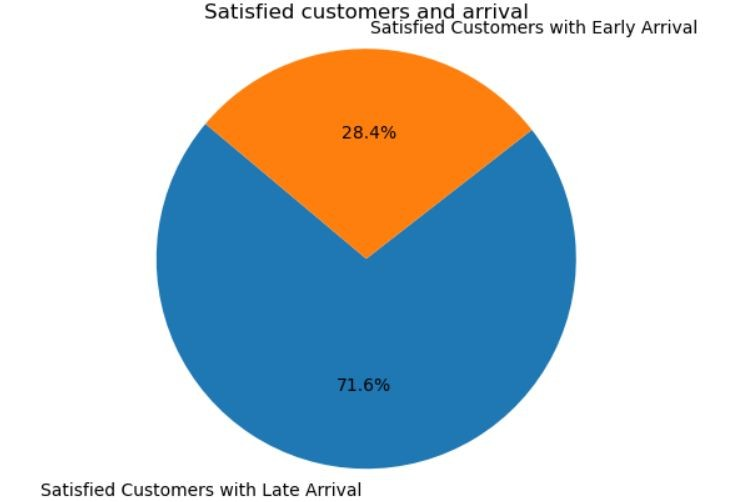 Satisfied customers and arrival
Satisfied Customers with Early Arrival
28.4%
71.6%
Satisfied Customers with Late Arrival